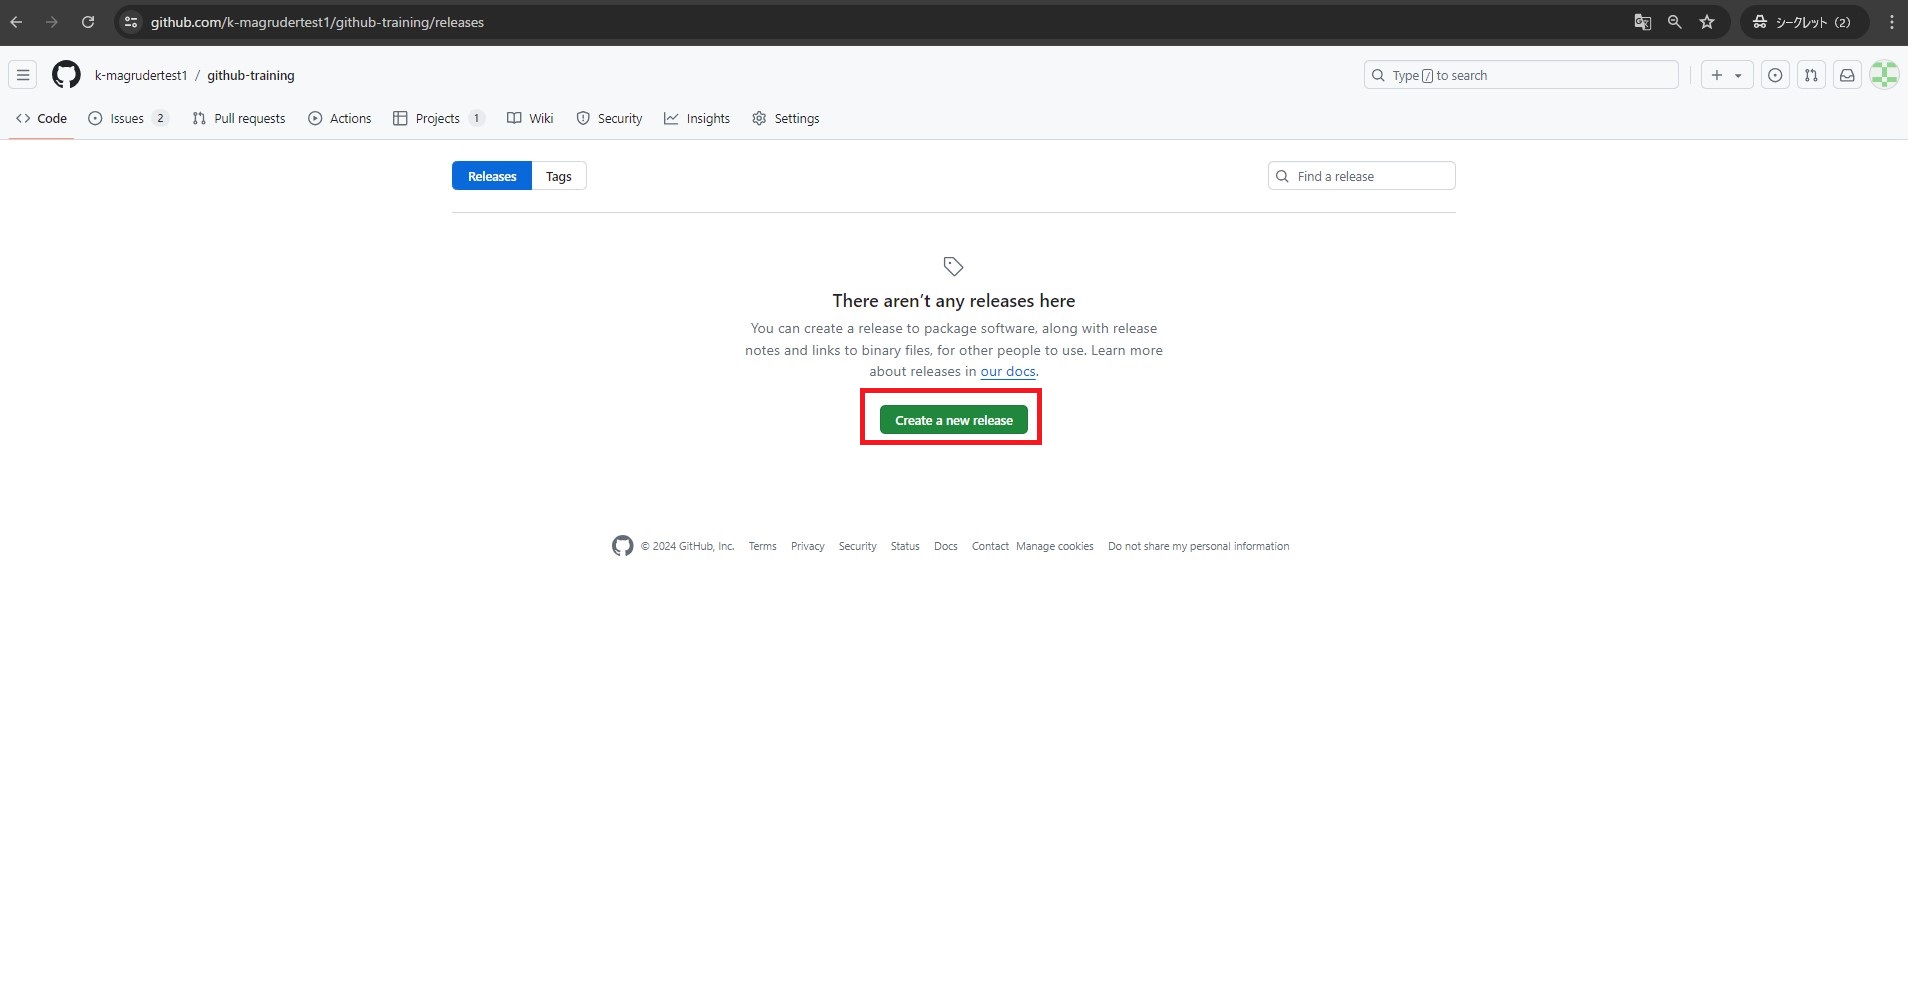 github.com/k-magrudertest1/github-training/releases
シークレット (2)
k-magrudertest1 / github-training
Type / to search
Code
Issues 2
Pull requests
Actions
Projects 1
Wiki
Security
Insights
Settings
Releases
Tags
Find a release
There aren’t any releases here
You can create a release to package software, along with release
notes and links to binary files, for other people to use. Learn more
about releases in our docs.
Create a new release
© 2024 GitHub, Inc. Terms Privacy Security Status Docs Contact Manage cookies Do not share my personal information